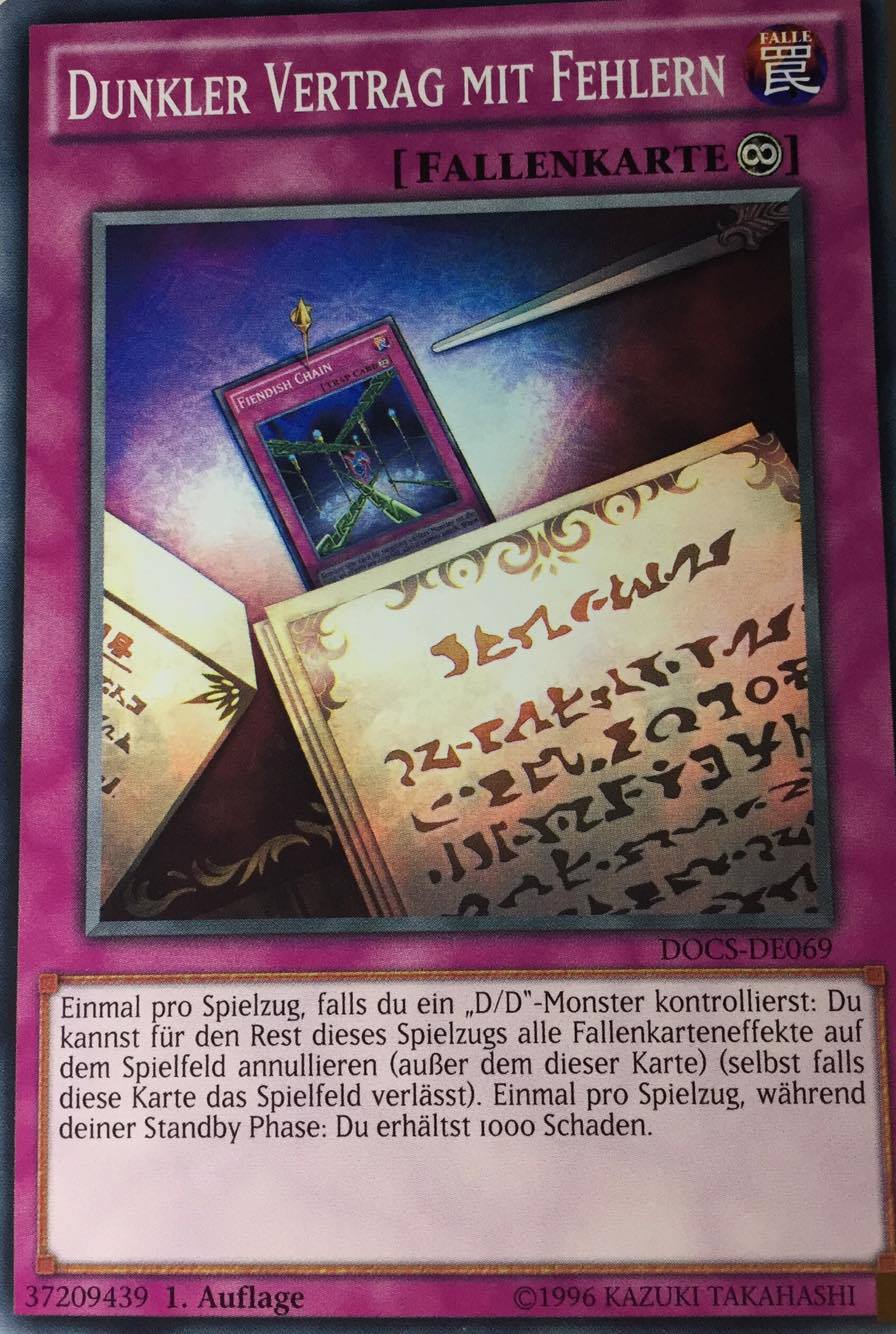 DUNKLER VERTRAG MIT FEHLERN
FALLE
罠
[FALLENKARTE]
FIENDISH CHAIN
[TRAP CARD
DOCS-DE069
Einmal pro Spielzug, falls du ein „D/D"-Monster kontrollierst: Du
kannst für den Rest dieses Spielzugs alle Fallenkarteneffekte auf
dem Spielfeld annullieren (außer dem dieser Karte) (selbst falls
diese Karte das Spielfeld verlässt). Einmal pro Spielzug, während
deiner Standby Phase: Du erhältst 1000 Schaden.
37209439 1. Auflage
©1996 KAZUKI TAKAHASHI